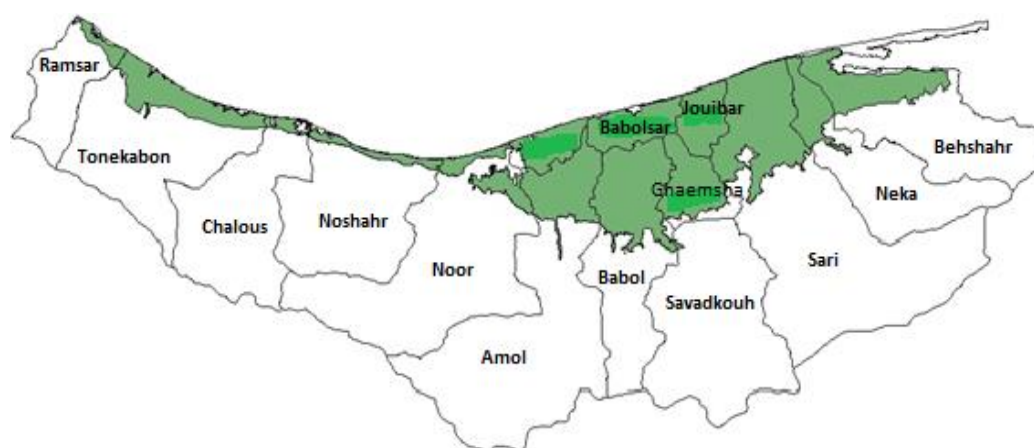 Ramsar
Jouibar
Babolsar
Tonekabon
Behshahr
Ghaemsha
Neka
Chalous
Noshahr
Sari
Noor
Babol
Savadkouh
Amol